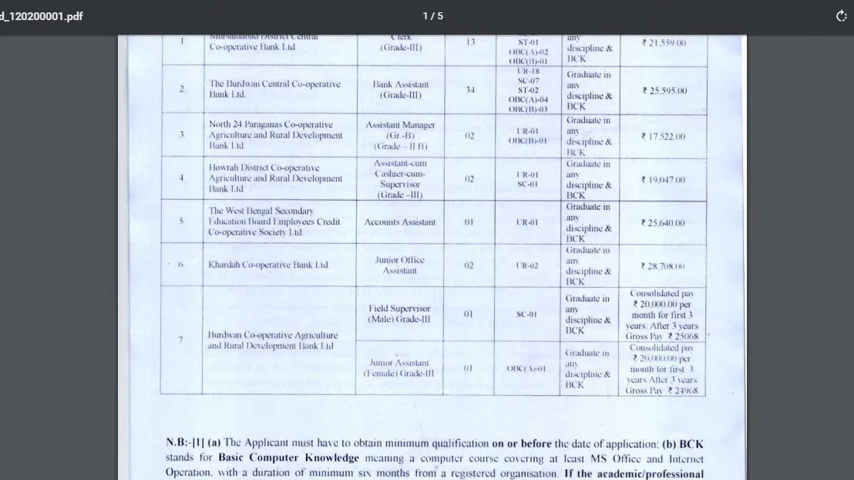 d_120200001.pdf
1 / 5
1
Murshidabad District Central
Co-operative Bank Ltd.
Clerk
(Grade-III)
13
ST-01
OBC(A)-02
OBC(B)-01
any
discipline &
BCK
₹ 21,559.00
2.
The Burdwan Central Co-operative
Bank Ltd.
Bank Assistant
(Grade-III)
34
UR-18
SC-07
ST-02
OBC(A)-04
OBC(B)-03
Graduate in
any
discipline &
BCK
₹ 25,595.00
3.
North 24 Parganas Co-operative
Agriculture and Rural Development
Bank Ltd.
Assistant Manager
(Gr.-B)
(Grade – II B)
02
UR-01
OBC(B)-01
Graduate in
any
discipline &
BCK
₹ 17,522.00
4.
Howrah District Co-operative
Agriculture and Rural Development
Bank Ltd
Assistant-cum
Cashier-cum-
Supervisor
(Grade –III)
02
UR-01
SC-01
Graduate in
any
discipline &
BCK
₹ 19,047.00
5.
The West Bengal Secondary
Education Board Employees Credit
Co-operative Society Ltd.
Accounts Assistant
01
UR-01
Graduate in
any
discipline &
BCK
₹ 25,640.00
6.
Khardah Co-operative Bank Ltd.
Junior Office
Assistant
02
UR-02
Graduate in
any
discipline &
BCK
₹ 28,708.00
7.
Burdwan Co-operative Agriculture
and Rural Development Bank Ltd
Field Supervisor
(Male) Grade-III
01
SC-01
Graduate in
any
discipline &
BCK
Consolidated pay
₹ 20,000.00 per
month for first 3
years. After 3 years
Gross Pay ₹ 25068
Junior Assistant
(Female) Grade-III
01
OBC(A)-01
Graduate in
any
discipline &
BCK
Consolidated pay
₹ 20,000.00 per
month for first 3
years After 3 years
Gross Pay ₹ 24968
N.B:-[1] (a) The Applicant must have to obtain minimum qualification on or before the date of application; (b) BCK
stands for Basic Computer Knowledge meaning a computer course covering at least MS Office and Internet
Operation, with a duration of minimum six months from a registered organisation. If the academic/professional